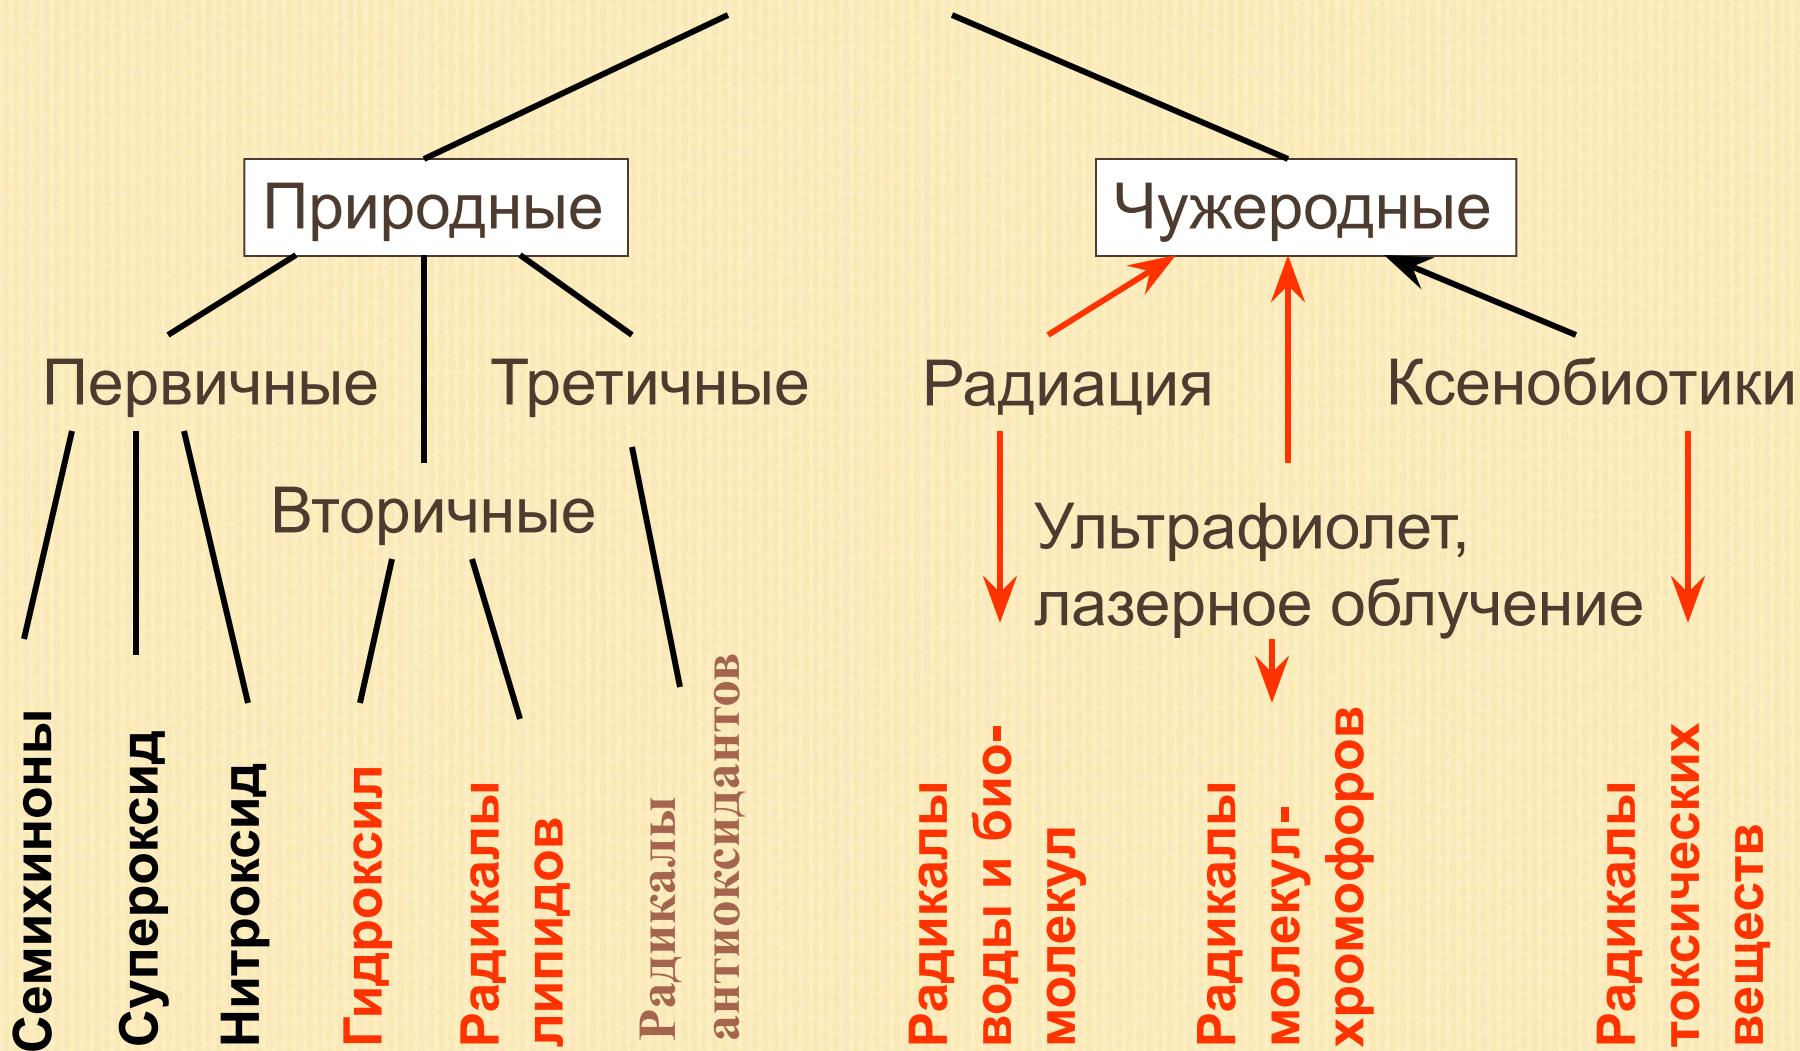 Природные
Чужеродные
Первичные
Третичные
Радиация
Ксенобиотики
Вторичные
Ультрафиолет,
лазерное облучение
Семихиноны
Супероксид
Нитроксид
Гидроксил
Радикалы
липидов
Радикалы
антиоксидантов
Радикалы
воды и био-
молекул
Радикалы
молекул-
хромофоров
Радикалы
токсических
веществ